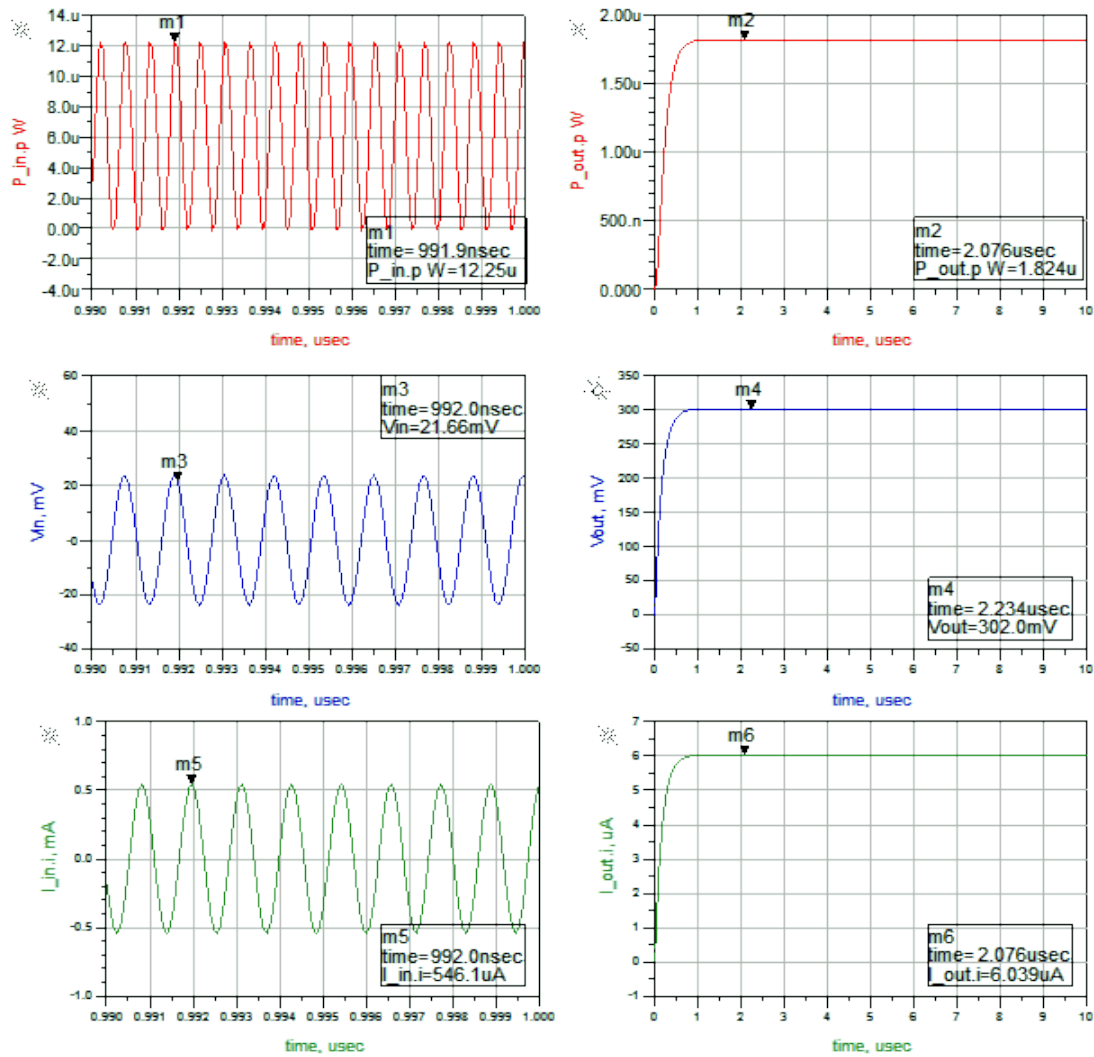 m1
14.u
12.u
10.u
8.0u
6.0u
4.0u
2.0u
0.00
-2.0u
-4.0u
P_in.p W
m1
time= 991.9nsec
P_in.p W=12.25u
0.990 0.991 0.992 0.993 0.994 0.995 0.996 0.997 0.998 0.999 1.000
time, usec
m2
2.00u
1.50u
1.00u
500.n
0.000
P_out.p W
m2
time=2.076usec
P_out.p W=1.824u
0 1 2 3 4 5 6 7 8 9 10
time, usec
60
40
20
-0
-20
-40
Vin, mV
m3
time=992.0nsec
Vin=21.66mV
m3
0.990 0.991 0.992 0.993 0.994 0.995 0.996 0.997 0.998 0.999 1.000
time, usec
m4
350
300
250
200
150
100
50
0
-50
Vout, mV
m4
time=2.234usec
Vout=302.0mV
0 1 2 3 4 5 6 7 8 9 10
time, usec
1.0
0.5
0.0
-0.5
-1.0
I_in.i, mA
m5
m5
time=992.0nsec
I_in.i=546.1uA
0.990 0.991 0.992 0.993 0.994 0.995 0.996 0.997 0.998 0.999 1.000
time, usec
m6
7
6
5
4
3
2
1
0
-1
I_out.i, uA
m6
time=2.076usec
I_out.i=6.039uA
0 1 2 3 4 5 6 7 8 9 10
time, usec